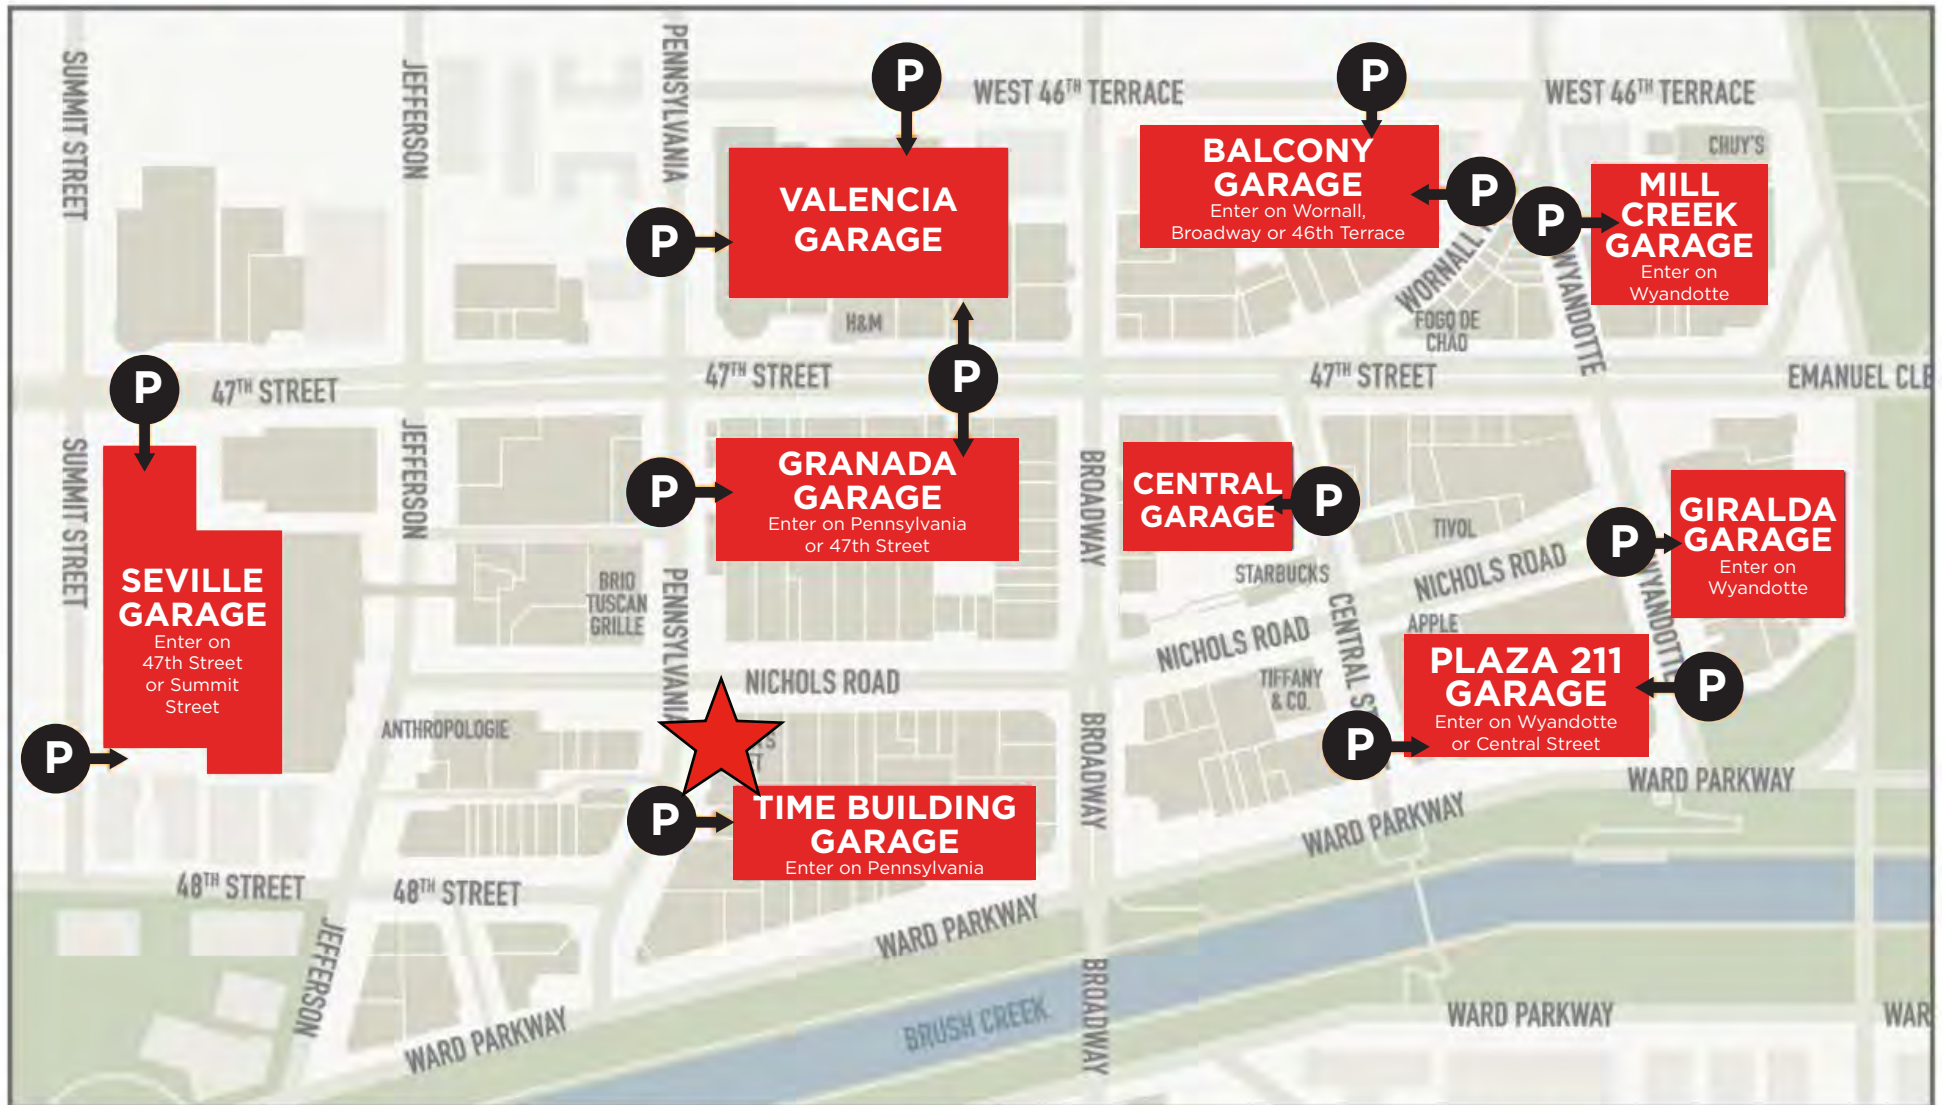 SUMMIT STREET
JEFFERSON
PENNSYLVANIA
P
WEST 46TH TERRACE
P
WEST 46TH TERRACE
CHUY'S
VALENCIA
GARAGE
P
BALCONY
GARAGE
Enter on Wornall,
Broadway or 46th Terrace
P
P
MILL
CREEK
GARAGE
Enter on
Wyandotte
WORNALL
WYANDOTTE
H&M
FOGO DE
CHAO
P
47TH STREET
47TH STREET
P
47TH STREET
EMANUEL CLE
SUMMIT STREET
JEFFERSON
P
GRANADA
GARAGE
Enter on Pennsylvania
or 47th Street
BROADWAY
CENTRAL
GARAGE
P
TIVOL
P
GIRALDA
GARAGE
Enter on
Wyandotte
SEVILLE
GARAGE
Enter on
47th Street
or Summit
Street
BRIO
TUSCAN
GRILLE
PENNSYLVANIA
STARBUCKS
NICHOLS ROAD
CENTRAL
APPLE
WYANDOTTE
NICHOLS ROAD
NICHOLS ROAD
TIFFANY
& CO.
PLAZA 211
GARAGE
Enter on Wyandotte
or Central Street
P
P
ANTHROPOLOGIE
P
BROADWAY
P
TIME BUILDING
GARAGE
Enter on Pennsylvania
WARD PARKWAY
WARD PARKWAY
48TH STREET
48TH STREET
JEFFERSON
WARD PARKWAY
BROADWAY
BRUSH CREEK
WARD PARKWAY
WARD PARKWAY
WAR